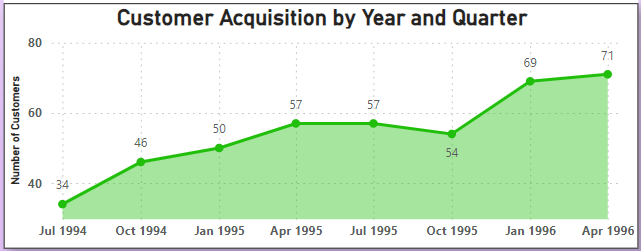 Customer Acquisition by Year and Quarter
Number of Customers
80
60
40
34
46
50
57
57
54
69
71
Jul 1994
Oct 1994
Jan 1995
Apr 1995
Jul 1995
Oct 1995
Jan 1996
Apr 1996